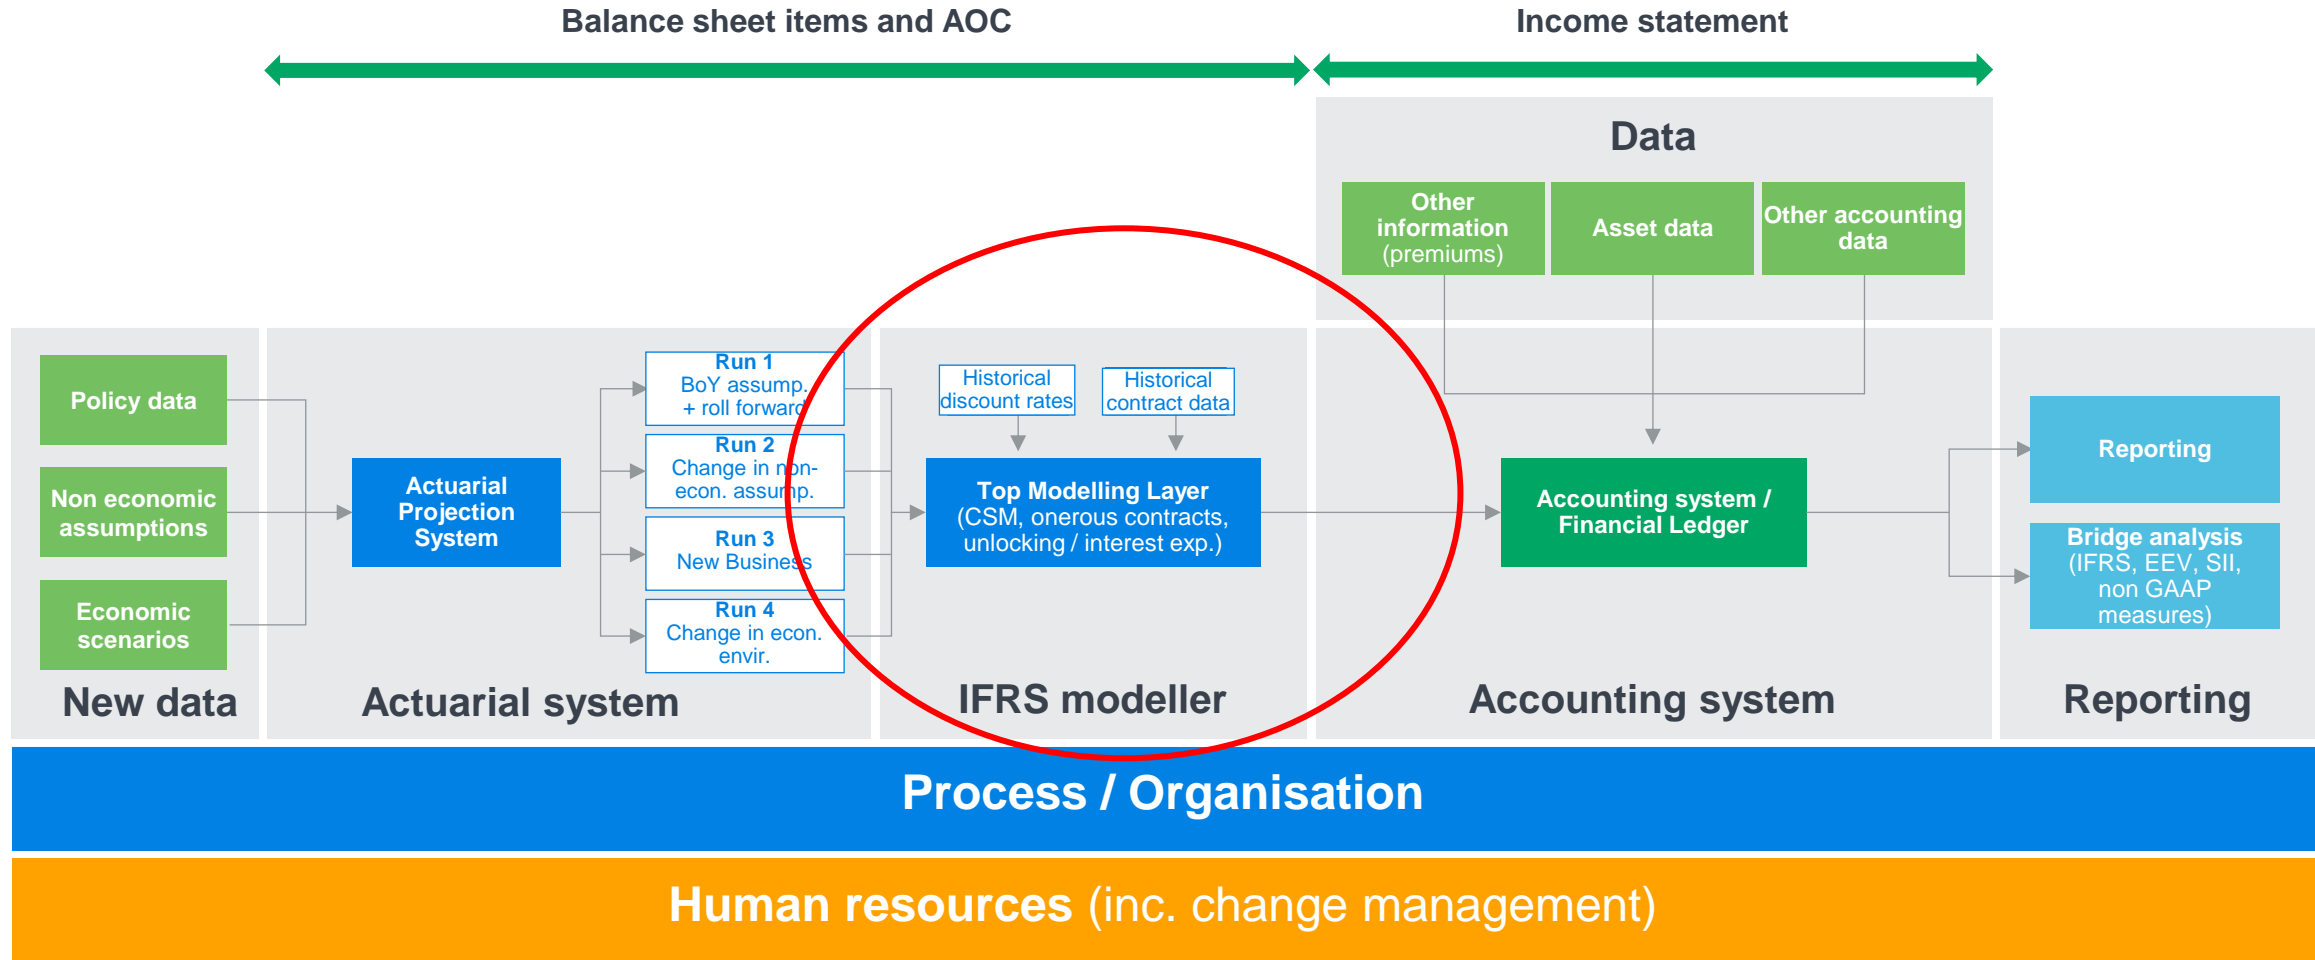 Balance sheet items and AOC
Income statement
Data
Other
information
(premiums)
Asset data
Other accounting
data
Policy data
Non economic
assumptions
Economic
scenarios
New data
Actuarial
Projection
System
Run 1
BoY assump.
+ roll forward
Run 2
Change in non-
econ. assump.
Run 3
New Business
Run 4
Change in econ.
envir.
Actuarial system
Historical
discount rates
Historical
contract data
Top Modelling Layer
(CSM, onerous contracts,
unlocking / interest exp.)
IFRS modeller
Accounting system /
Financial Ledger
Accounting system
Reporting
Bridge analysis
(IFRS, EEV, SII,
non GAAP
measures)
Reporting
Process / Organisation
Human resources (inc. change management)